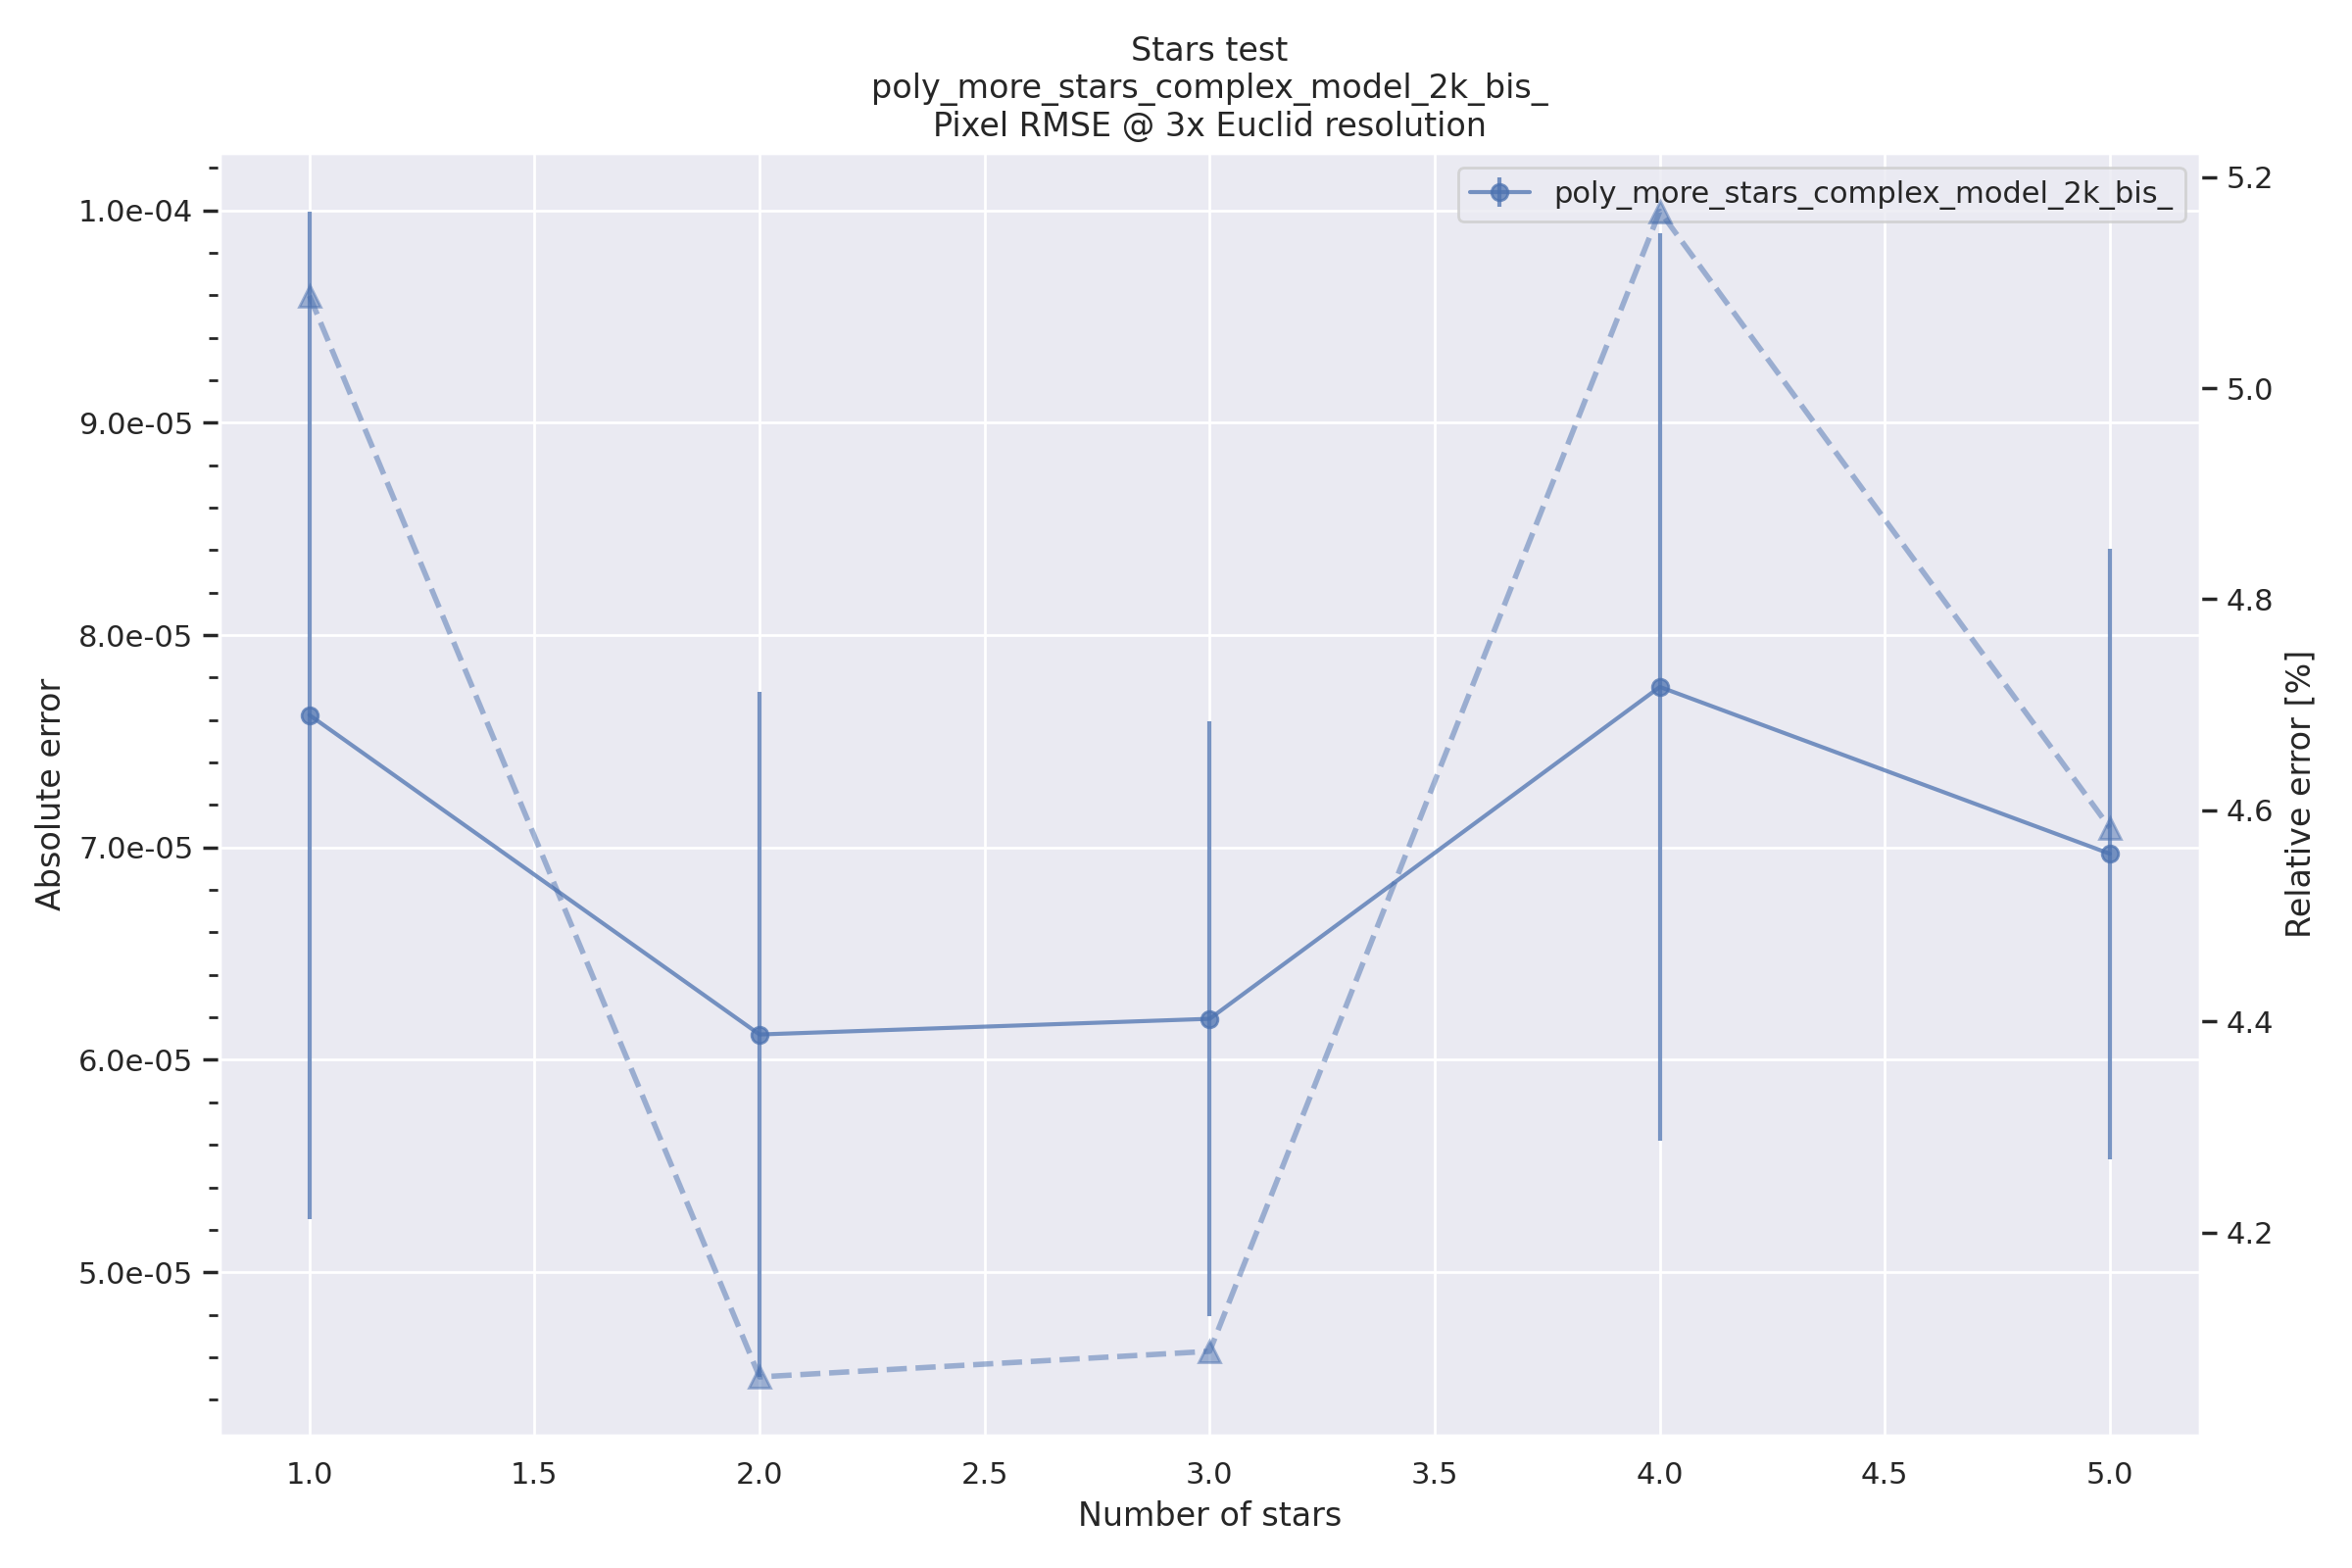 Stars test
poly_more_stars_complex_model_2k_bis_
Pixel RMSE @ 3x Euclid resolution
poly_more_stars_complex_model_2k_bis_
Absolute error
1.0e-04
9.0e-05
8.0e-05
7.0e-05
6.0e-05
5.0e-05
5.2
5.0
4.8
4.6
4.4
4.2
Relative error [%]
1.0 1.5 2.0 2.5 3.0 3.5 4.0 4.5 5.0
Number of stars